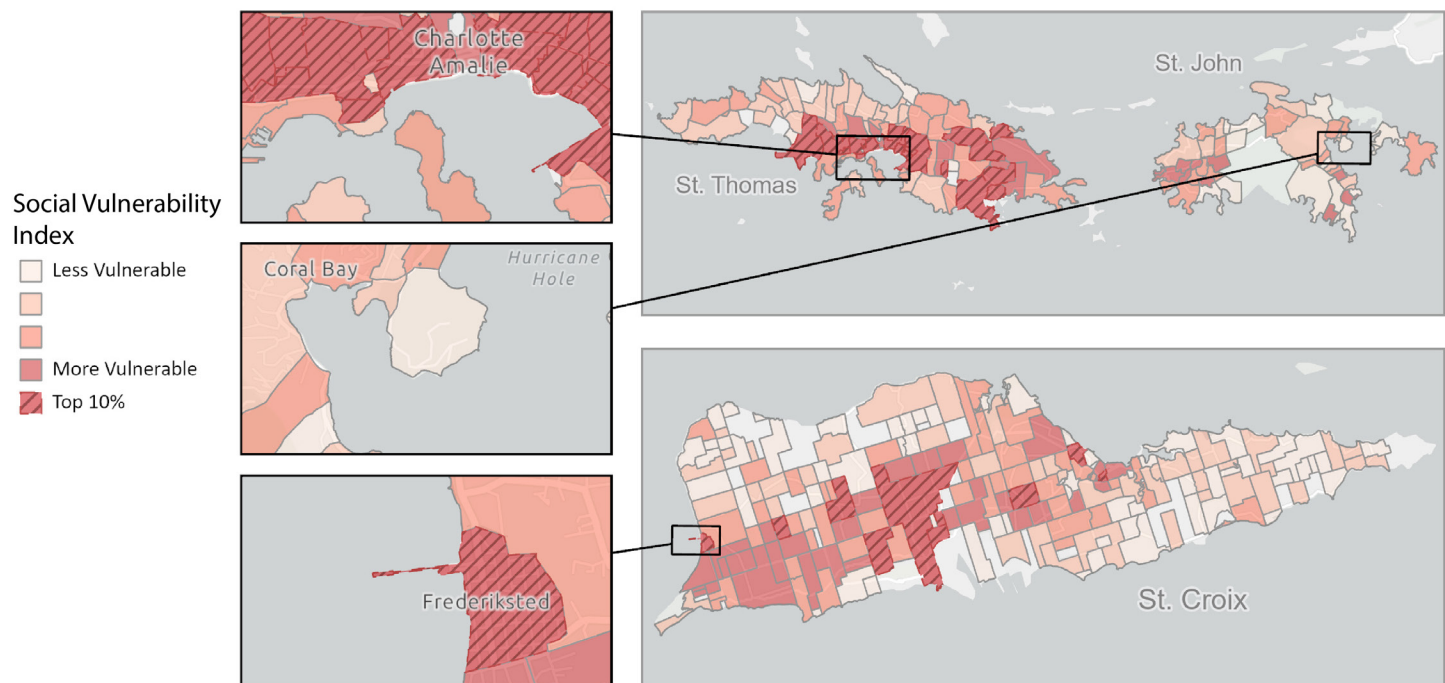 Social Vulnerability
Index
Less Vulnerable
More Vulnerable
Top 10%
Charlotte
Amalie
Coral Bay
Hurricane
Hole
Frederiksted
St. Thomas
St. John
St. Croix